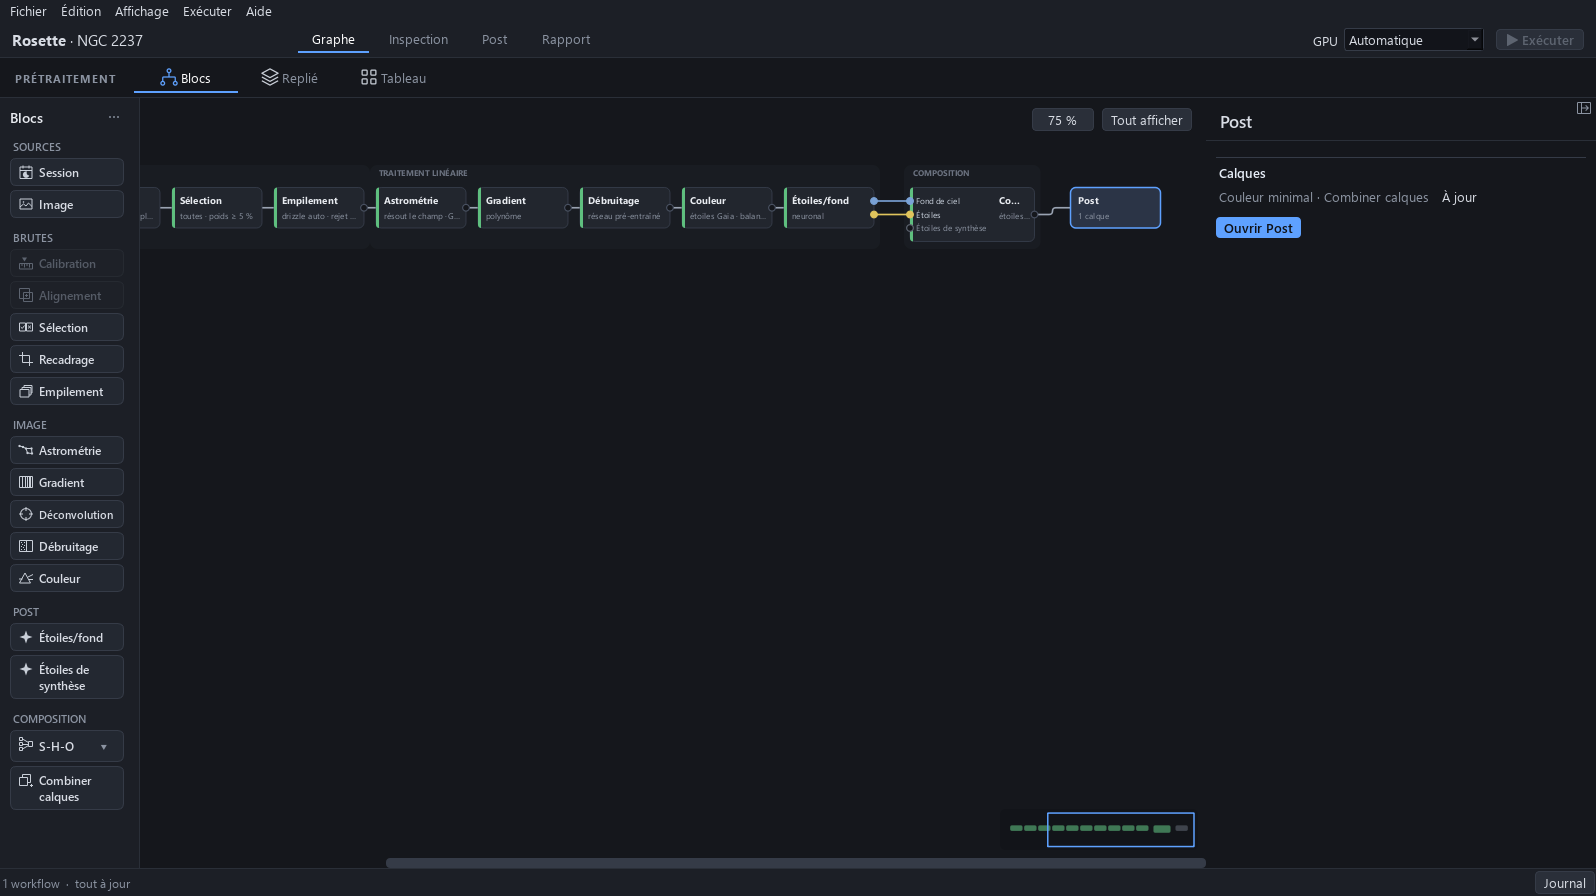 Fichier Édition Affichage Exécuter Aide
Rosette · NGC 2237
Graphe Inspection Post Rapport
GPU Automatique Exécuter
PRÉTRAITEMENT Blocs Replié Tableau
Blocs ...
SOURCES
Session
Image
BRUTES
Calibration
Alignement
Sélection
Recadrage
Empilement
IMAGE
Astrométrie
Gradient
Déconvolution
Débruitage
Couleur
POST
Étoiles/fond
Étoiles de
synthèse
COMPOSITION
S-H-O
Combiner
calques
75 % Tout afficher
TRAITEMENT LINÉAIRE
COMPOSITION
pl...
Sélection
toutes · poids ≥ 5 %
Empilement
drizzle auto · rejet ...
Astrométrie
résout le champ · G...
Gradient
polynôme
Débruitage
réseau pré-entraîné
Couleur
étoiles Gaia · balan...
Étoiles/fond
neuronal
Fond de ciel
Étoiles
Étoiles de synthèse
Co...
étoiles...
Post
1 calque
Post
Calques
Couleur minimal · Combiner calques À jour
Ouvrir Post
1 workflow · tout à jour
Journal